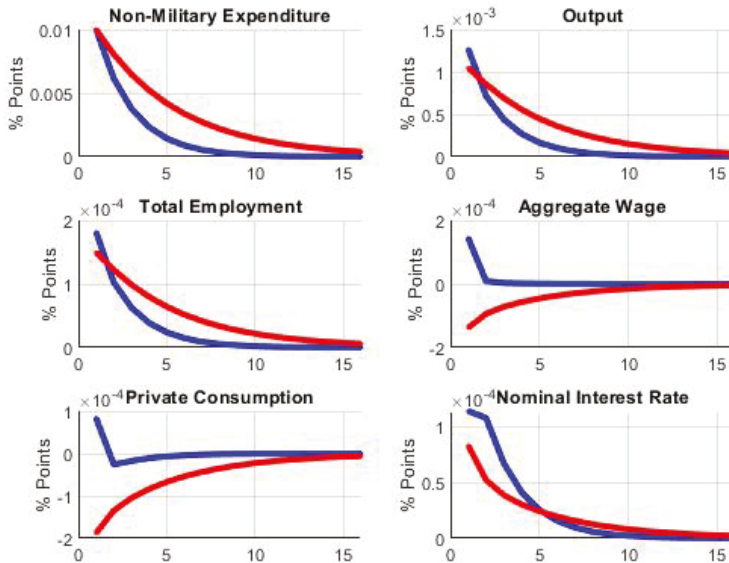 Non-Military Expenditure
% Points
0.01
0.005
0
0 5 10 15
Output
×10⁻³
% Points
1.5
1
0.5
0
0 5 10 15
Total Employment
×10⁻⁴
% Points
2
1
0
0 5 10 15
Aggregate Wage
×10⁻⁴
% Points
2
0
-2
0 5 10 15
Private Consumption
×10⁻⁴
% Points
1
0
-1
-2
0 5 10 15
Nominal Interest Rate
×10⁻⁴
% Points
1
0.5
0
0 5 10 15